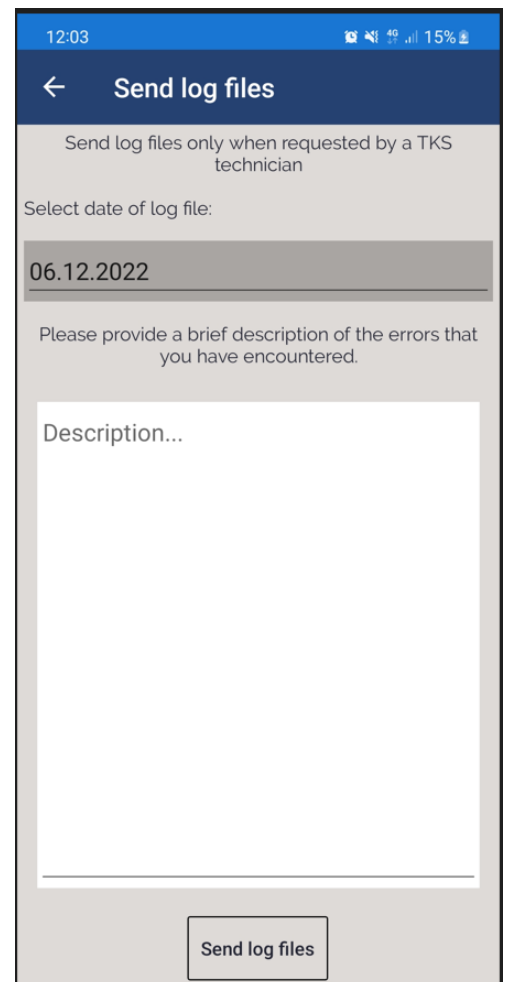 12:03 4G 15%
Send log files
Send log files only when requested by a TKS
technician
Select date of log file:
06.12.2022
Please provide a brief description of the errors that
you have encountered.
Description...
Send log files